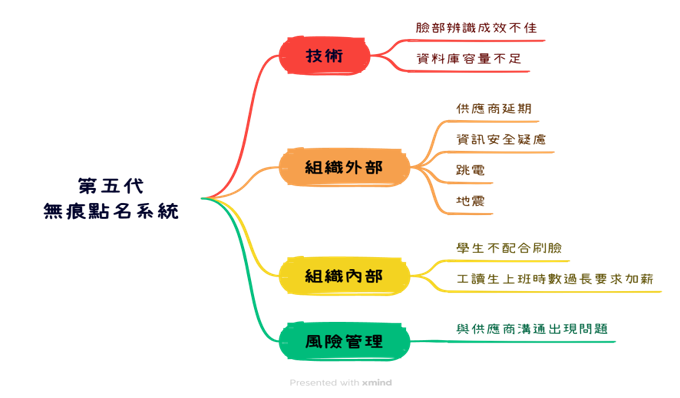 第五代
無痕點名系統
技術
臉部辨識成效不佳
資料庫容量不足
組織外部
供應商延期
資訊安全疑慮
跳電
地震
組織內部
學生不配合刷臉
工讀生上班時數過長要求加薪
風險管理
與供應商溝通出現問題
Presented with xmind